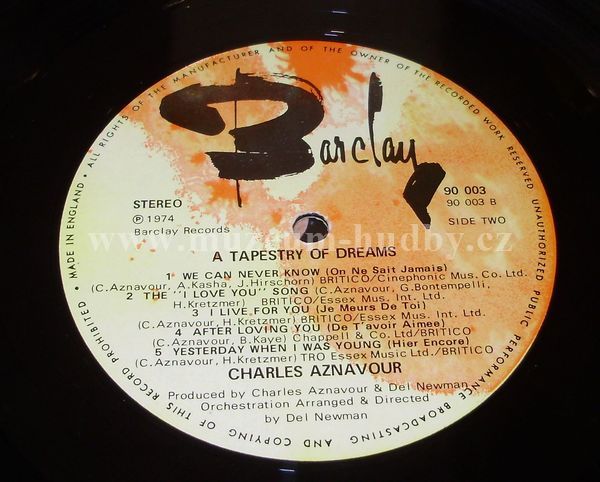 • ALL RIGHTS OF THE MANUFACTURER AND OF THE OWNER OF THE RECORDED WORK RESERVED UNAUTHORIZED PUBLIC PERFORMANCE BROADCASTING AND COPYING OF THIS RECORD PROHIBITED • MADE IN ENGLAND
Barclay
STEREO
℗ 1974
Barclay Records
90 003
90 003 B
SIDE TWO
www.muzeum-hudby.cz
A TAPESTRY OF DREAMS
1 WE CAN NEVER KNOW (On Ne Sait Jamais)
(C.Aznavour, A.Kasha, J.Hirschorn) BRITICO/Cinephonic Mus. Co. Ltd.
2 THE "I LOVE YOU" SONG (C.Aznavour, G.Bontempelli,
H.Kretzmer) BRITICO/Essex Mus. Int. Ltd.
3 I LIVE FOR YOU (Je Meurs De Toi)
(C.Aznavour, H.Kretzmer) BRITICO/Essex Mus. Int. Ltd.
4 AFTER LOVING YOU (De T'avoir Aimee)
(C.Aznavour, B.Kaye) Chappell & Co. Ltd/BRITICO
5 YESTERDAY WHEN I WAS YOUNG (Hier Encore)
(C.Aznavour, H.Kretzmer) TRO Essex Music Ltd./BRITICO
CHARLES AZNAVOUR
Produced by Charles Aznavour & Del Newman
Orchestration Arranged & Directed
by Del Newman